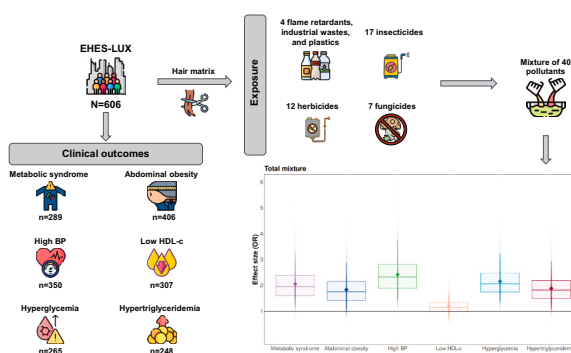 EHES-LUX
N=606
Hair matrix
Exposure
4 flame retardants,
industrial wastes,
and plastics
17 insecticides
12 herbicides
7 fungicides
Mixture of 40
pollutants
Clinical outcomes
Metabolic syndrome
n=289
Abdominal obesity
n=406
High BP
n=350
Low HDL-c
n=307
Hyperglycemia
n=265
Hypertriglyceridemia
n=248
Total mixture
Effect size (OR)
6
5
4
3
2
1
Metabolic syndrome
Abdominal obesity
High BP
Low HDL-c
Hyperglycemia
Hypertriglyceridemia